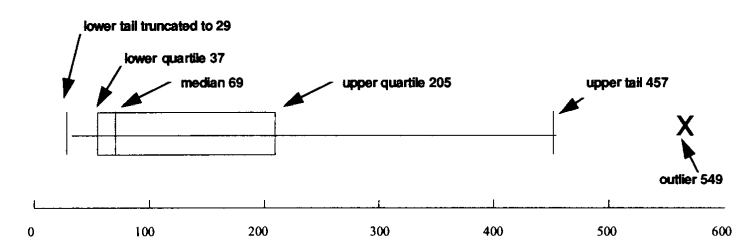 lower tail truncated to 29
lower quartile 37
median 69
upper quartile 205
upper tail 457
X
outlier 549
0 100 200 300 400 500 600